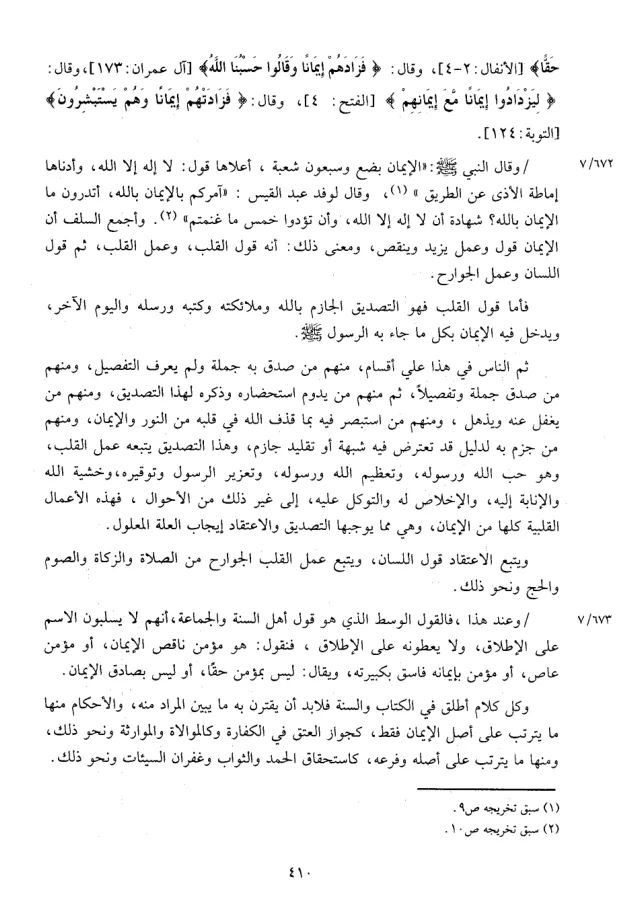 حَقًّا﴾ [الأنفال: ٢-٤]، وقال: ﴿ فَزَادَهُمْ إِيمَانًا وَقَالُوا حَسْبُنَا اللَّهُ﴾ [آل عمران: ١٧٣]، وقال:
﴿ لِيَزْدَادُوا إِيمَانًا مَّعَ إِيمَانِهِمْ ﴾ [الفتح: ٤]، وقال: ﴿ فَزَادَتْهُمْ إِيمَانًا وَهُمْ يَسْتَبْشِرُونَ﴾
[التوبة: ١٢٤].
٧/٦٧٢ / وقال النبي ﷺ: «الإيمان بضع وسبعون شعبة ، أعلاها قول: لا إله إلا الله، وأدناها
إماطة الأذى عن الطريق » (١)، وقال لوفد عبد القيس : «آمركم بالإيمان بالله، أتدرون ما
الإيمان بالله؟ شهادة أن لا إله إلا الله، وأن تؤدوا خمس ما غنمتم» (٢). وأجمع السلف أن
الإيمان قول وعمل يزيد وينقص، ومعنى ذلك: أنه قول القلب، وعمل القلب، ثم قول
اللسان وعمل الجوارح.
فأما قول القلب فهو التصديق الجازم بالله وملائكته وكتبه ورسله واليوم الآخر،
ويدخل فيه الإيمان بكل ما جاء به الرسول ﷺ.
ثم الناس في هذا علي أقسام، منهم من صدق به جملة ولم يعرف التفصيل، ومنهم
من صدق جملة وتفصيلاً، ثم منهم من يدوم استحضاره وذكره لهذا التصديق، ومنهم من
يغفل عنه ويذهل ، ومنهم من استبصر فيه بما قذف الله في قلبه من النور والإيمان، ومنهم
من جزم به لدليل قد تعترض فيه شبهة أو تقليد جازم، وهذا التصديق يتبعه عمل القلب،
وهو حب الله ورسوله، وتعظيم الله ورسوله، وتعزير الرسول وتوقيره،وخشية الله
والإنابة إليه، والإخلاص له والتوكل عليه، إلى غير ذلك من الأحوال ، فهذه الأعمال
القلبية كلها من الإيمان، وهي مما يوجبها التصديق والاعتقاد إيجاب العلة المعلول.
ويتبع الاعتقاد قول اللسان، ويتبع عمل القلب الجوارح من الصلاة والزكاة والصوم
والحج ونحو ذلك.
٧/٦٧٣ / وعند هذا ،فالقول الوسط الذي هو قول أهل السنة والجماعة،أنهم لا يسلبون الاسم
على الإطلاق، ولا يعطونه على الإطلاق ، فنقول: هو مؤمن ناقص الإيمان، أو مؤمن
عاص، أو مؤمن بإيمانه فاسق بكبيرته، ويقال: ليس بمؤمن حقًا، أو ليس بصادق الإيمان.
وكل كلام أطلق في الكتاب والسنة فلابد أن يقترن به ما يبين المراد منه، والأحكام منها
ما يترتب على أصل الإيمان فقط، كجواز العتق في الكفارة وكالموالاة والموارثة ونحو ذلك،
ومنها ما يترتب على أصله وفرعه، كاستحقاق الحمد والثواب وغفران السيئات ونحو ذلك.
(١) سبق تخريجه ص٩.
(٢) سبق تخريجه ص١٠.
٤١٠